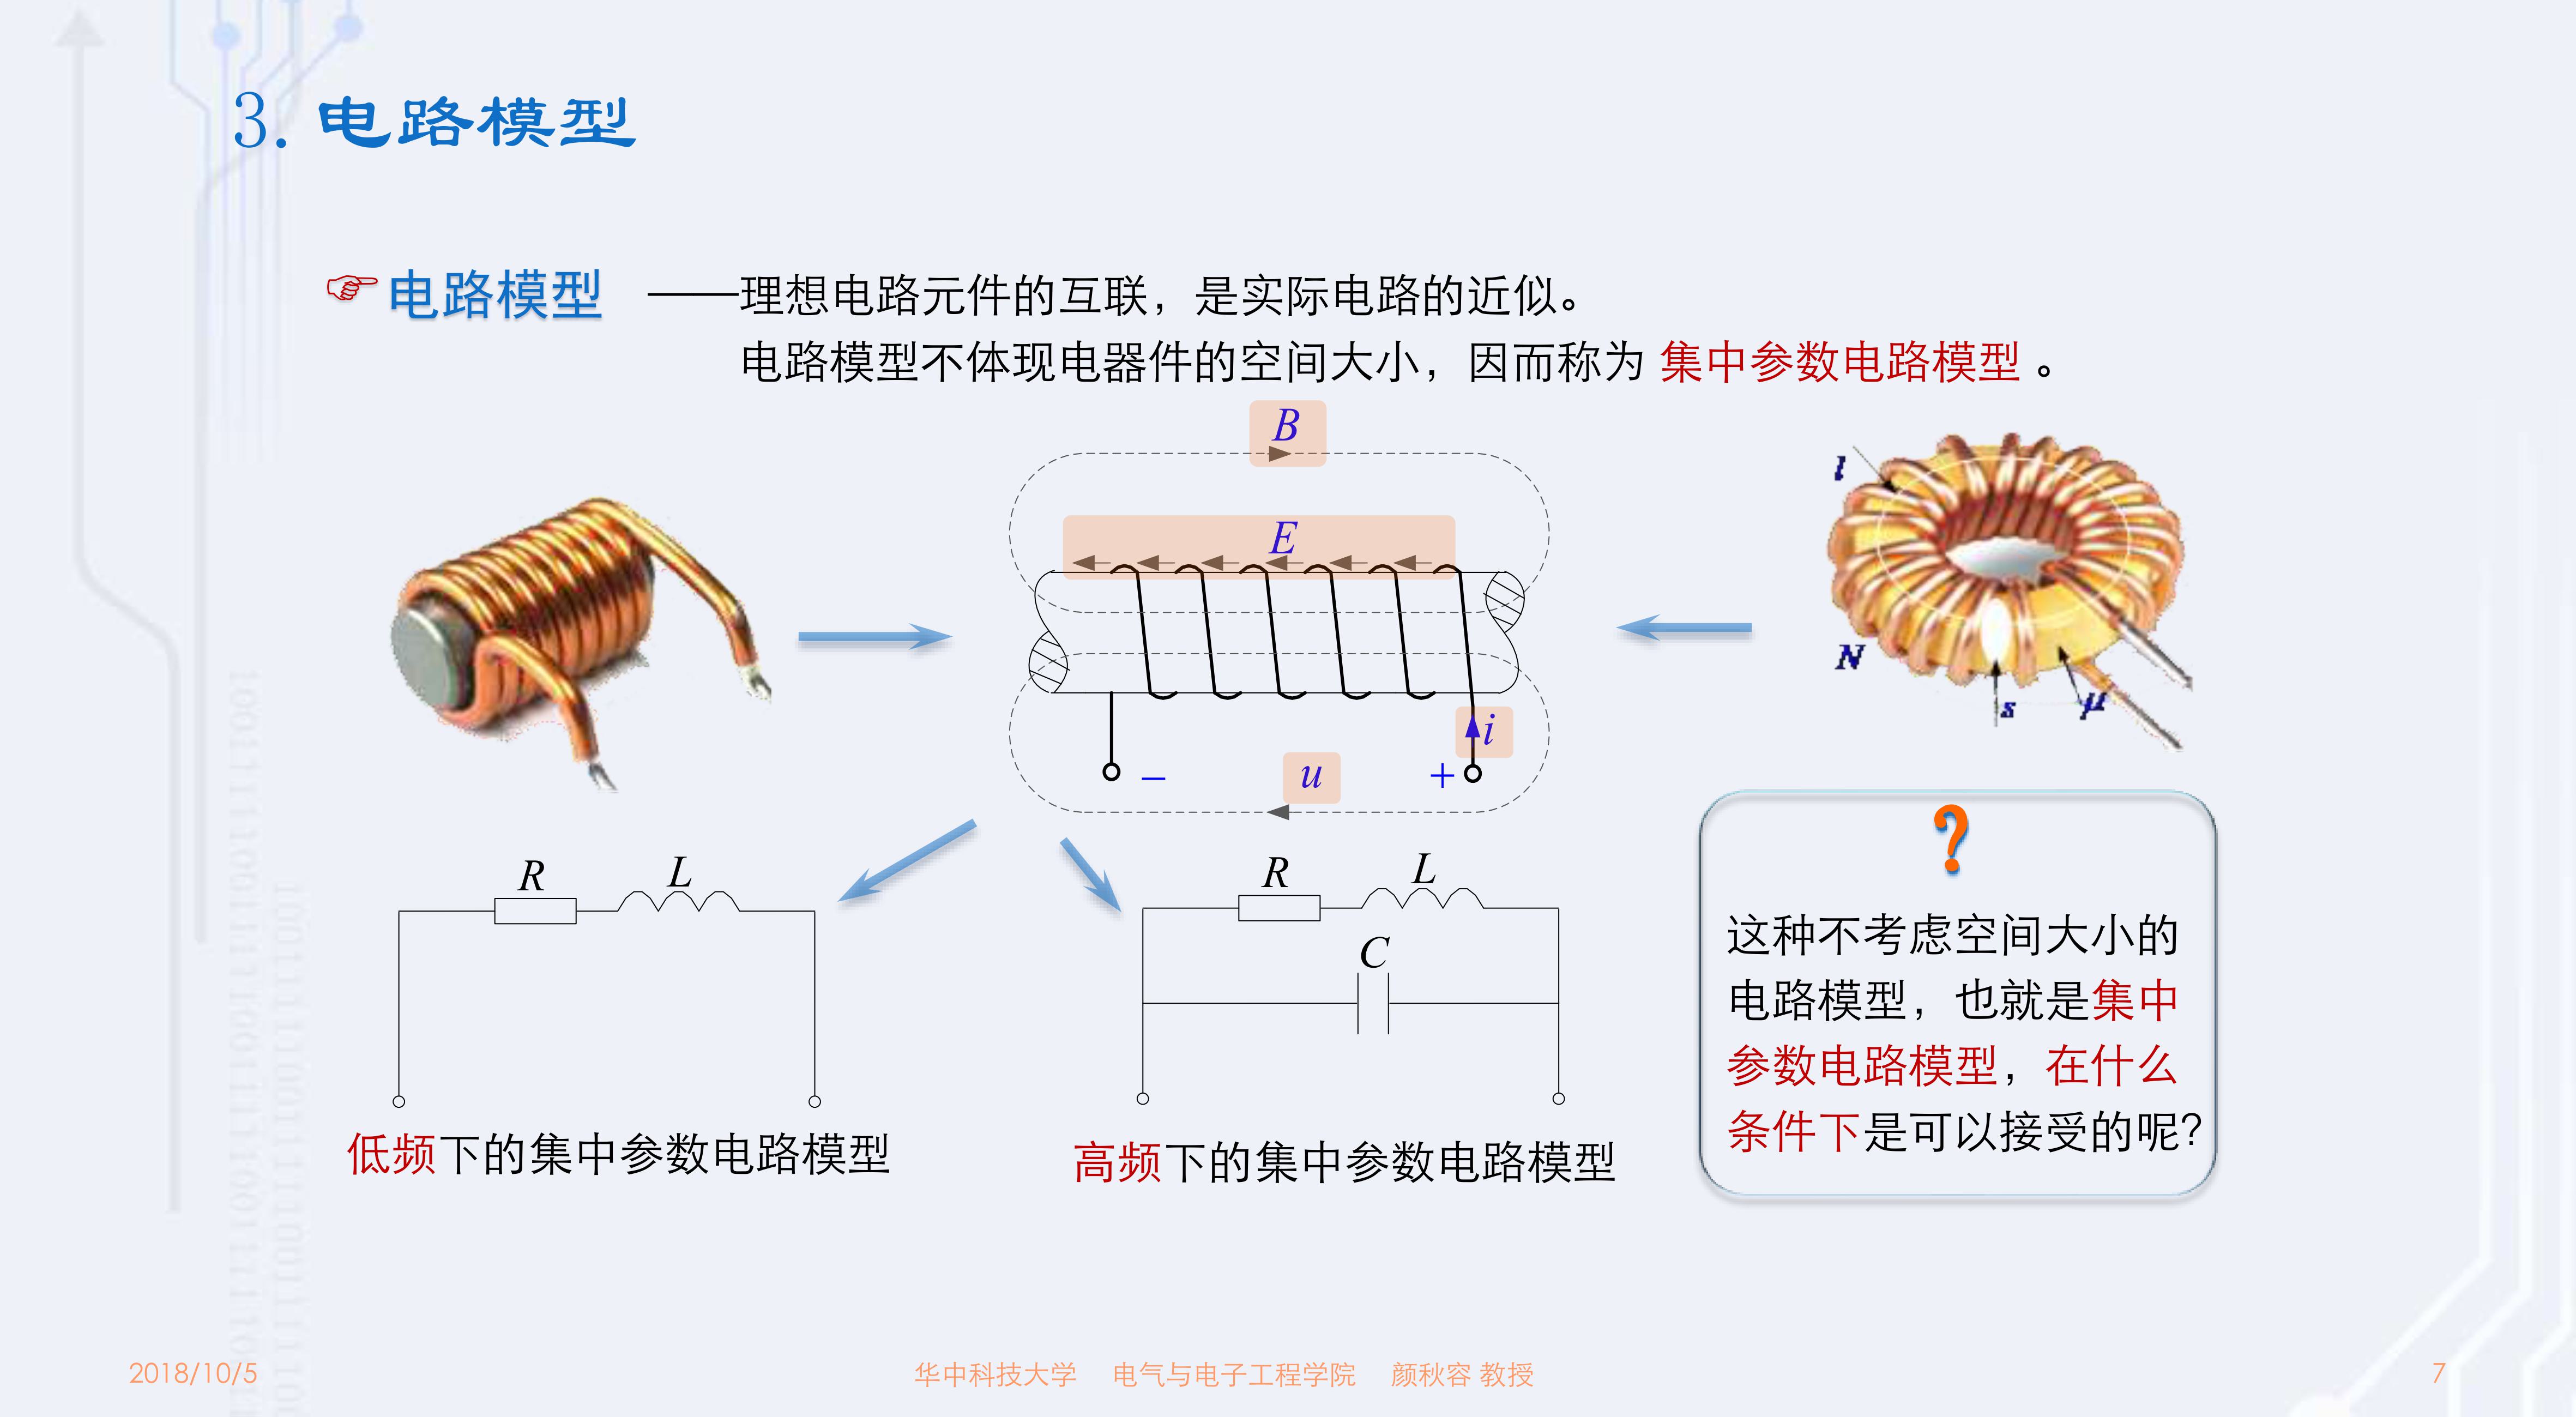 3. 电路模型
☞电路模型 ——理想电路元件的互联，是实际电路的近似。
电路模型不体现电器件的空间大小，因而称为 集中参数电路模型 。
B
E
i
u
－
+
l
N
s
μ
R
L
低频下的集中参数电路模型
R
L
C
高频下的集中参数电路模型
?
这种不考虑空间大小的
电路模型，也就是集中
参数电路模型，在什么
条件下是可以接受的呢?
2018/10/5
华中科技大学 电气与电子工程学院 颜秋容 教授
7